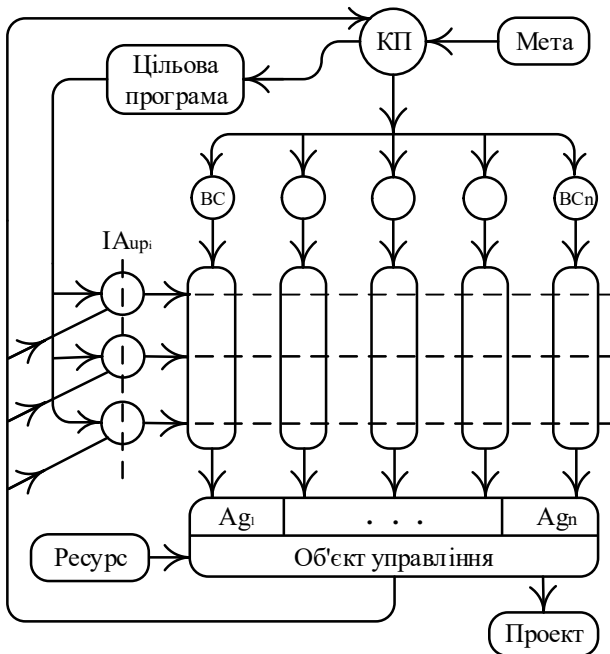 КП
Мета
Цільова
програма
ВС
ВСn
IAupi
Ag1
. . .
Agn
Об'єкт управління
Ресурс
Проект